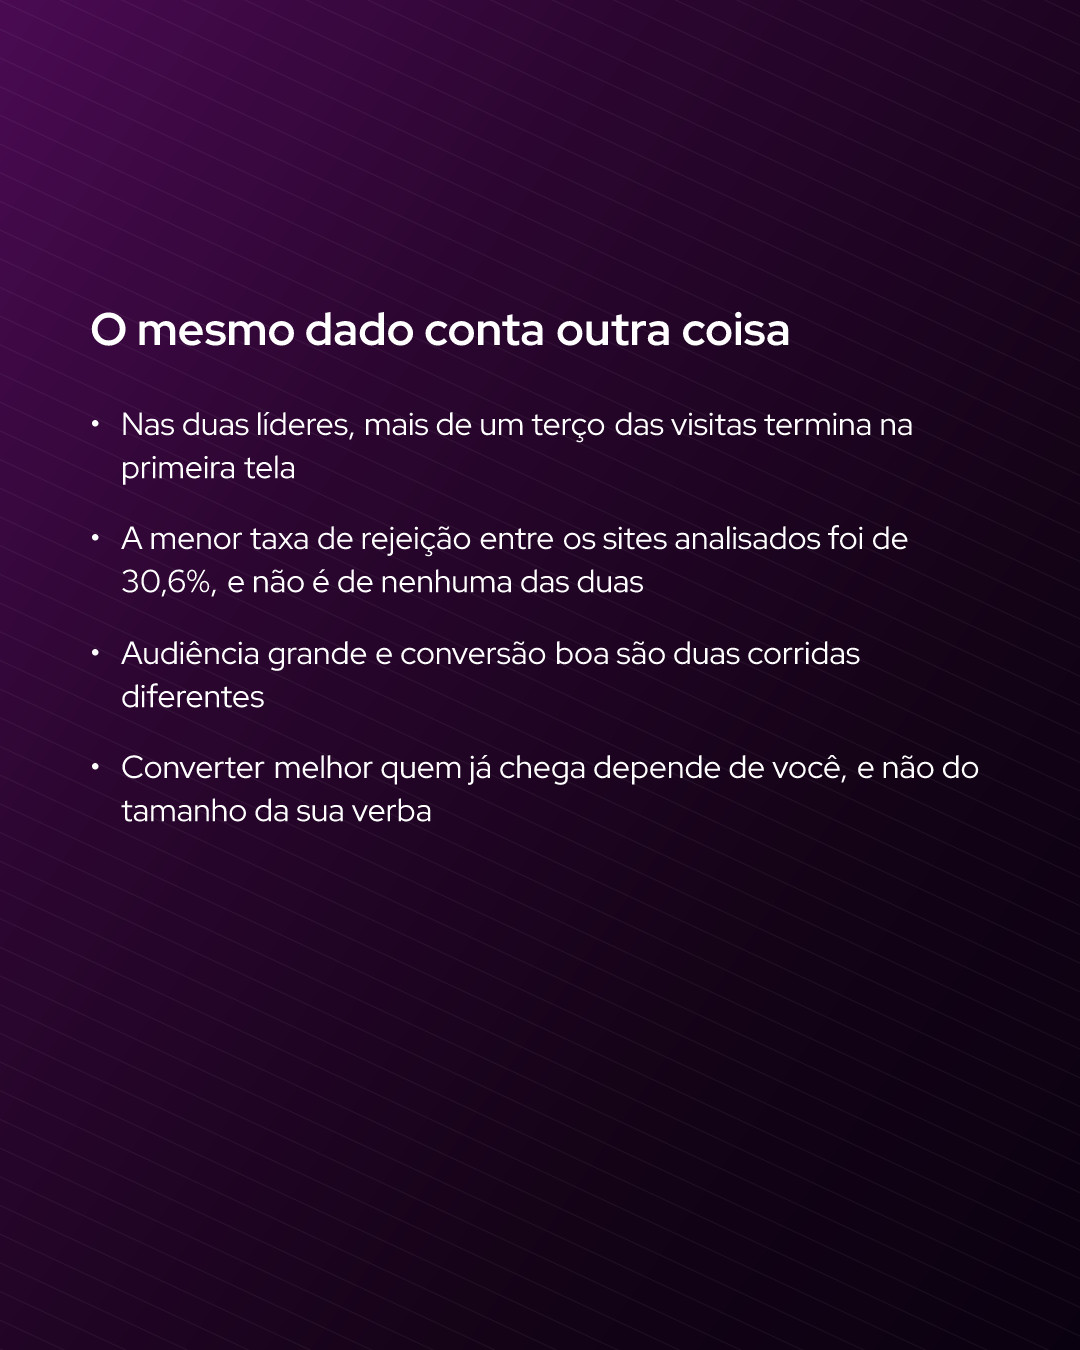 O mesmo dado conta outra coisa
• Nas duas líderes, mais de um terço das visitas termina na
primeira tela
• A menor taxa de rejeição entre os sites analisados foi de
30,6%, e não é de nenhuma das duas
• Audiência grande e conversão boa são duas corridas
diferentes
• Converter melhor quem já chega depende de você, e não do
tamanho da sua verba